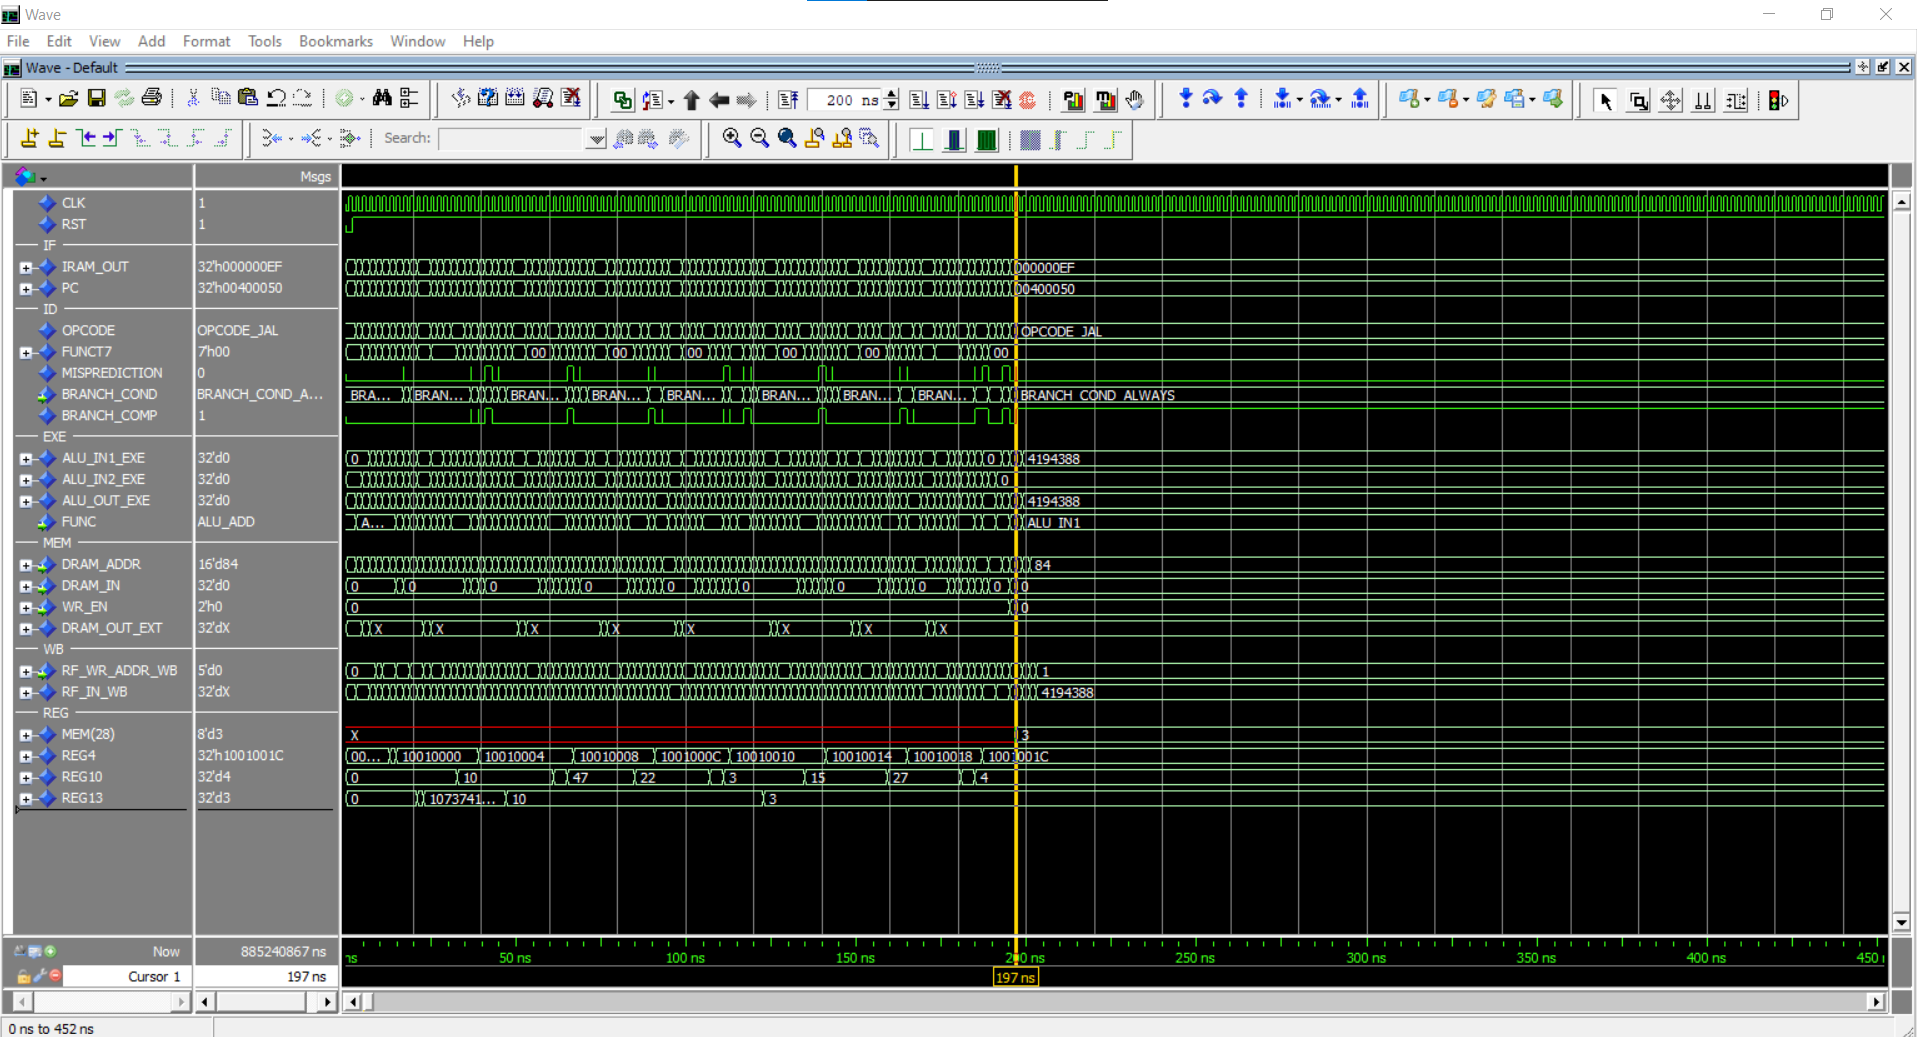 Wave
File Edit View Add Format Tools Bookmarks Window Help
Wave - Default
200 ns
Search:
Msgs
CLK 1
RST 1
IF
IRAM_OUT 32'h000000EF 000000EF
PC 32'h00400050 00400050
ID
OPCODE OPCODE_JAL OPCODE_JAL
FUNCT7 7'h00 00 00 00 00 00 00
MISPREDICTION 0
BRANCH_COND BRANCH_COND_A... BRA... BRAN... BRAN... BRAN... BRAN... BRAN... BRAN... BRAN... BRANCH_COND_ALWAYS
BRANCH_COMP 1
EXE
ALU_IN1_EXE 32'd0 0 0 4194388
ALU_IN2_EXE 32'd0 0
ALU_OUT_EXE 32'd0 4194388
FUNC ALU_ADD A... ALU_IN1
MEM
DRAM_ADDR 16'd84 84
DRAM_IN 32'd0 0 0 0 0 0 0 0 0 0 0
WR_EN 2'h0 0 0
DRAM_OUT_EXT 32'dX X X X X X X X X
WB
RF_WR_ADDR_WB 5'd0 0 1
RF_IN_WB 32'dX 4194388
REG
MEM(28) 8'd3 X 3
REG4 32'h1001001C 00... 10010000 10010004 10010008 1001000C 10010010 10010014 10010018 1001001C
REG10 32'd4 0 10 47 22 3 15 27 4
REG13 32'd3 0 1073741... 10 3
Now 885240867 ns ns 50 ns 100 ns 150 ns 200 ns 250 ns 300 ns 350 ns 400 ns 450
Cursor 1 197 ns 197 ns
0 ns to 452 ns